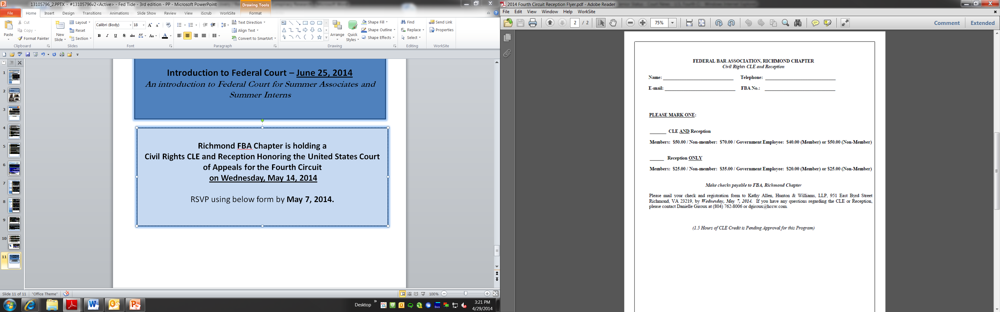 13105796_2.PPTX - #13105796v2<Active> - Fed Tide - 3rd edition - PP - Microsoft PowerPoint
Drawing Tools
File Home Insert Design Transitions Animations Slide Show Review View iScrub WorkSite Format
Paste
Cut
Copy
Format Painter
Clipboard
New Slide
Layout
Reset
Section
Slides
Calibri (Body) 18
B I U S abc AV Aa A
Font
Text Direction
Align Text
Convert to SmartArt
Paragraph
Arrange
Quick Styles
Shape Fill
Shape Outline
Shape Effects
Drawing
Find
Replace
Select
Editing
Send Link
Properties
WorkSite
1
2
3
4
5
6
7
8
9
10
11
Introduction to Federal Court – June 25, 2014
An introduction to Federal Court for Summer Associates and
Summer Interns
Richmond FBA Chapter is holding a
Civil Rights CLE and Reception Honoring the United States Court
of Appeals for the Fourth Circuit
on Wednesday, May 14, 2014
RSVP using below form by May 7, 2014.
Slide 11 of 11 "Office Theme" 100%
Desktop
Docs
3:21 PM
4/29/2014
2014 Fourth Circuit Reception Flyer.pdf - Adobe Reader
File Edit View Window Help WorkSite
2 / 2 75% Comment Extended
FEDERAL BAR ASSOCIATION, RICHMOND CHAPTER
Civil Rights CLE and Reception
Name: Telephone:
E-mail: FBA No.:
PLEASE MARK ONE:
CLE AND Reception
Members: $50.00 / Non-member: $70.00 / Government Employee: $40.00 (Member) or $50.00 (Non-Member)
Reception ONLY
Members: $25.00 / Non-member: $35.00 / Government Employee: $20.00 (Member) or $25.00 (Non-Member)
Make checks payable to FBA, Richmond Chapter
Please mail your check and registration form to Kathy Allen, Hunton & Williams, LLP, 951 East Byrd Street
Richmond, VA 23219, by Wednesday, May 7, 2014. If you have any questions regarding the CLE or Reception,
please contact Danielle Giroux at (804) 762-8006 or dgiroux@hccw.com.
(1.5 Hours of CLE Credit is Pending Approval for this Program)